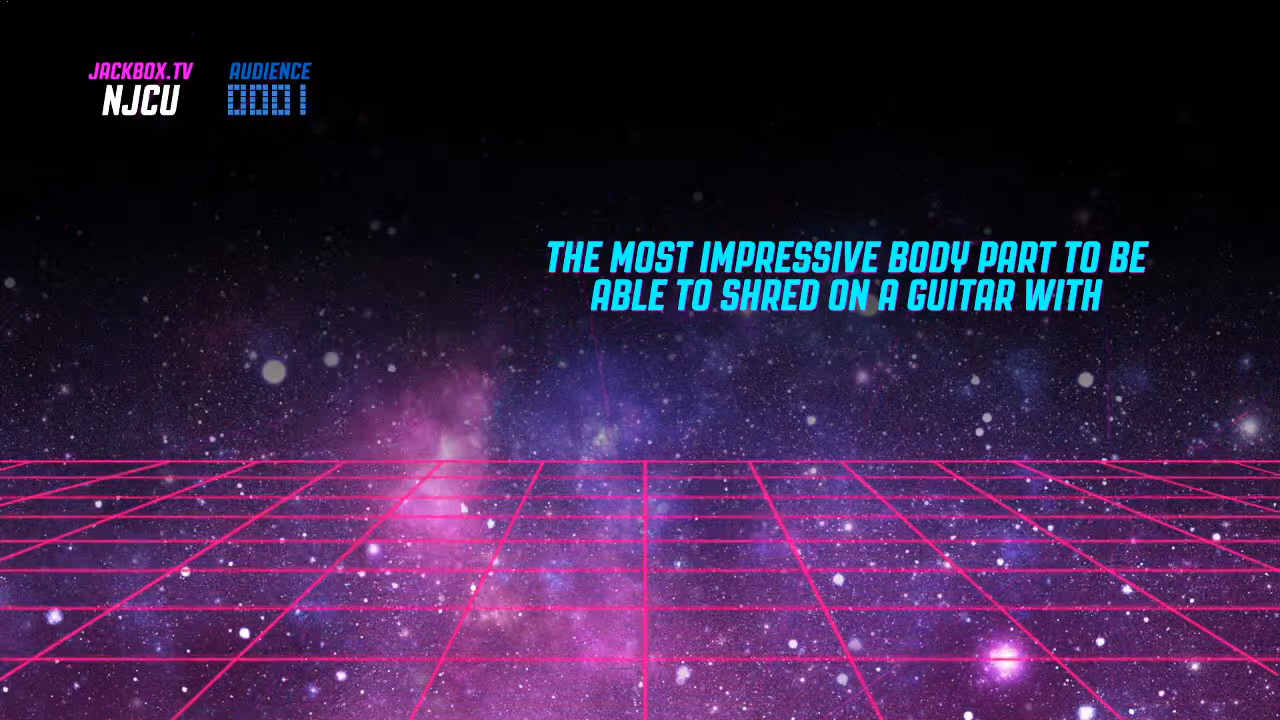 JACKBOX.TV
NJCU
AUDIENCE
0001
THE MOST IMPRESSIVE BODY PART TO BE
ABLE TO SHRED ON A GUITAR WITH